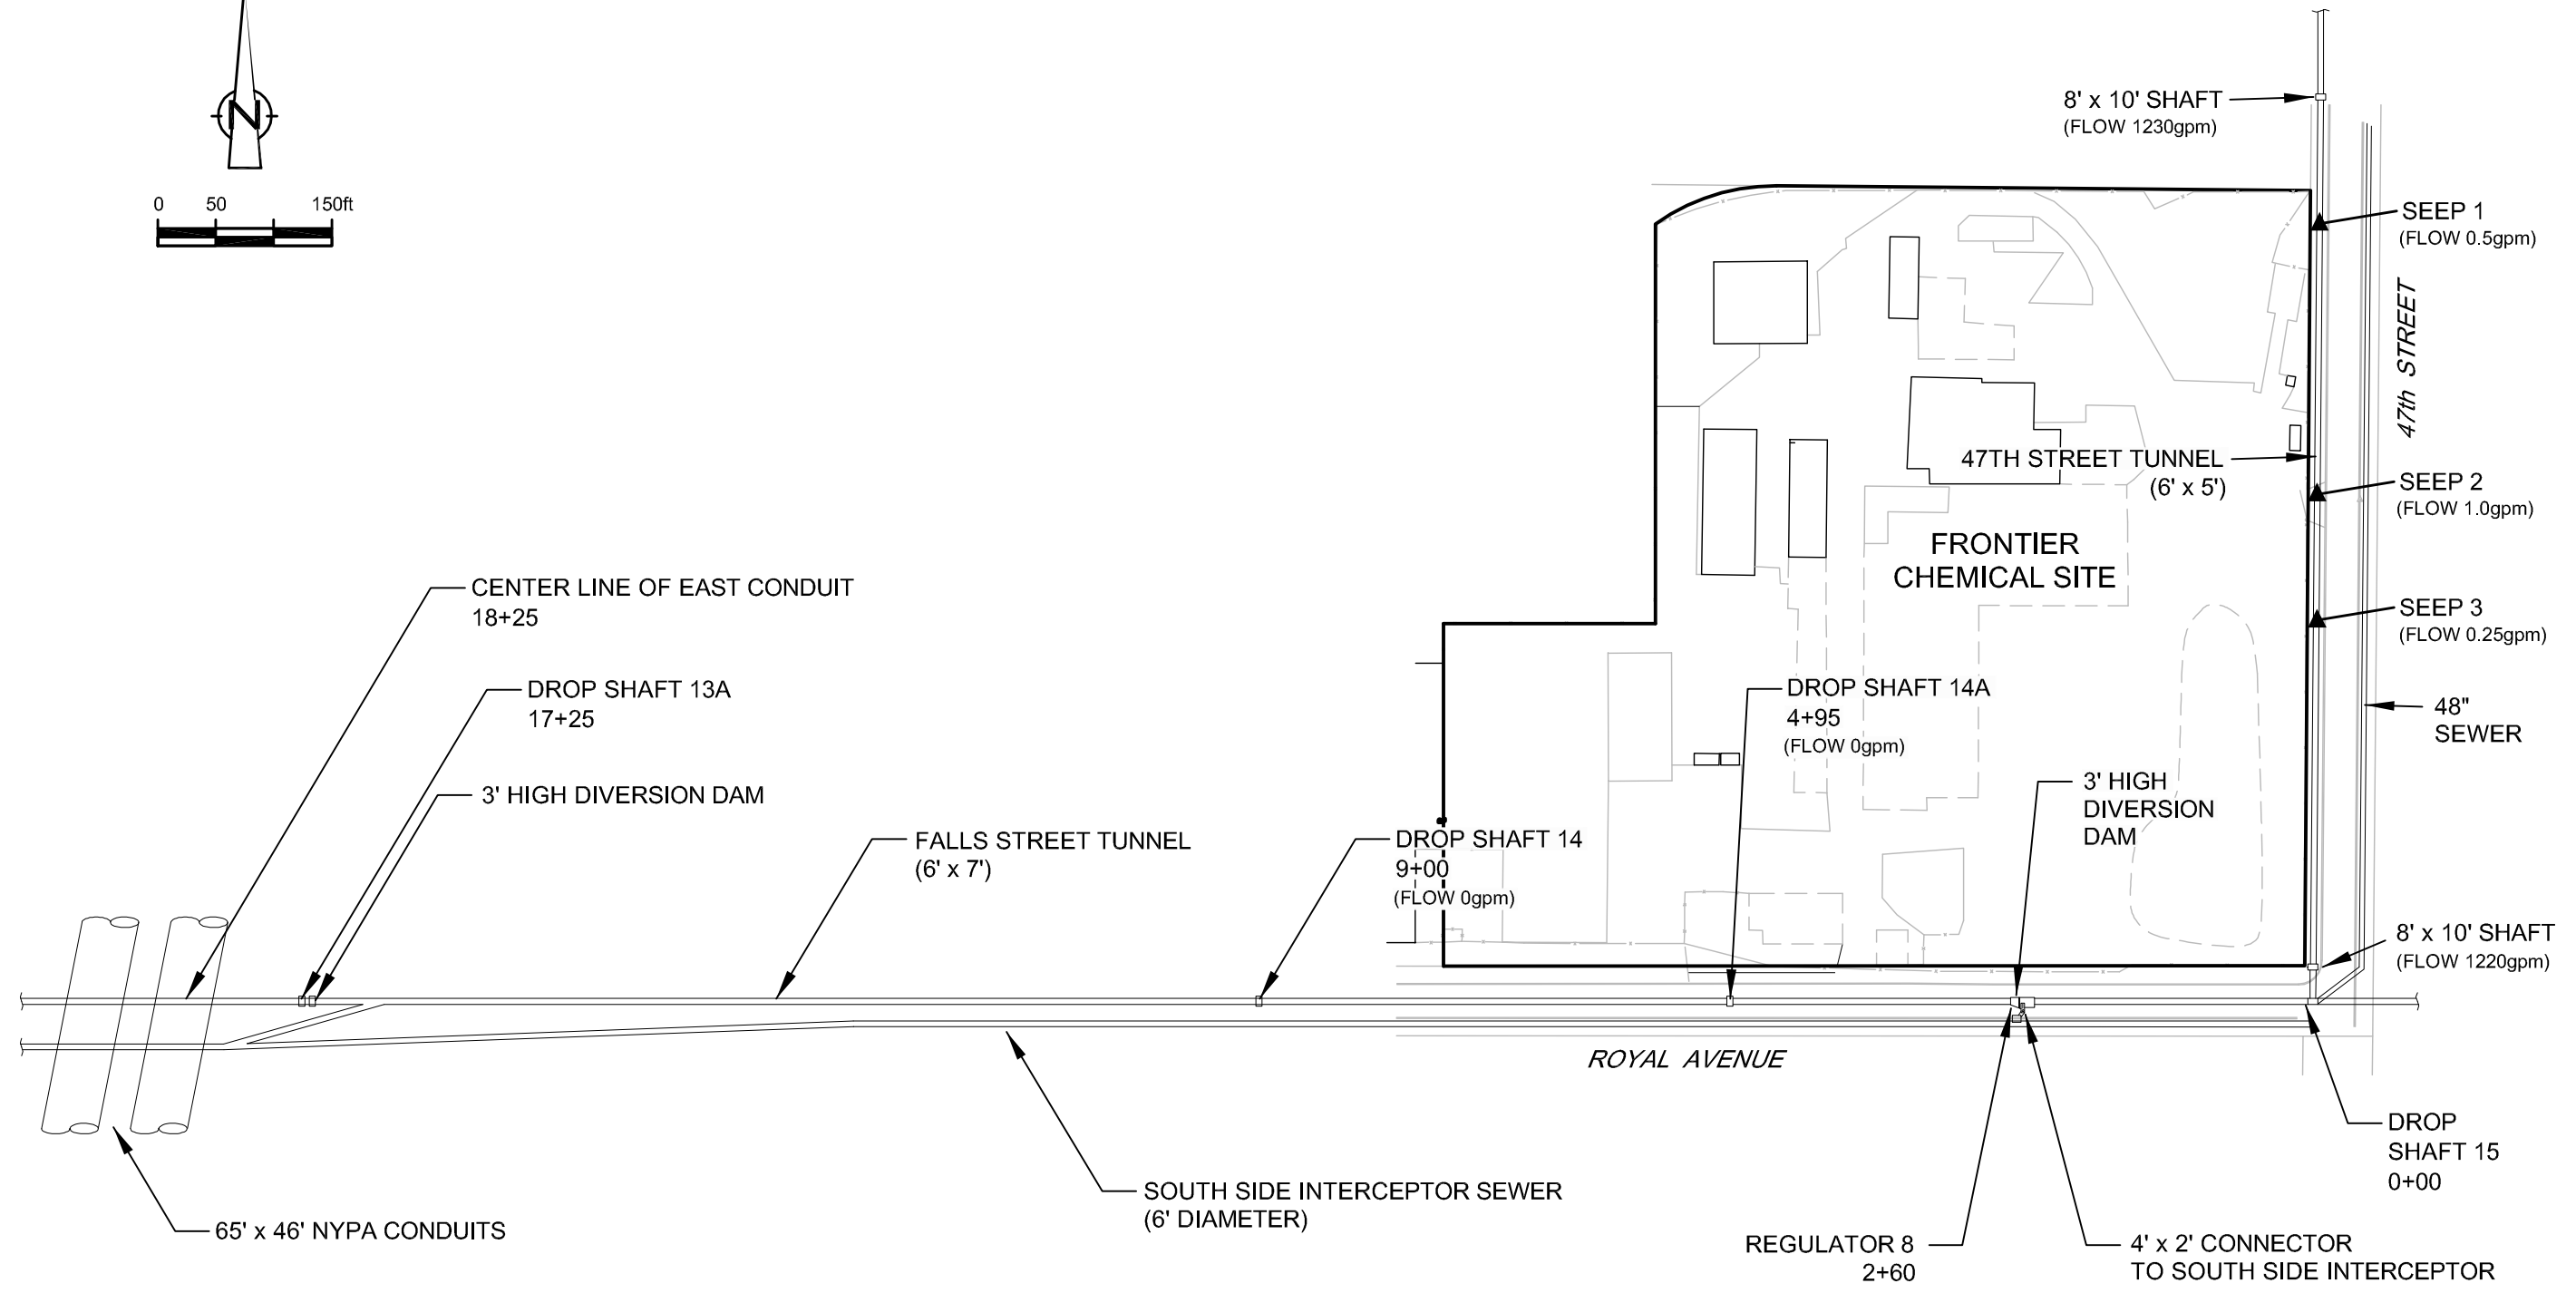 N
0 50 150ft
8' x 10' SHAFT
(FLOW 1230gpm)
SEEP 1
(FLOW 0.5gpm)
47th STREET
47TH STREET TUNNEL
(6' x 5')
SEEP 2
(FLOW 1.0gpm)
FRONTIER
CHEMICAL SITE
SEEP 3
(FLOW 0.25gpm)
CENTER LINE OF EAST CONDUIT
18+25
DROP SHAFT 13A
17+25
DROP SHAFT 14A
4+95
(FLOW 0gpm)
48"
SEWER
3' HIGH DIVERSION DAM
3' HIGH
DIVERSION
DAM
FALLS STREET TUNNEL
(6' x 7')
DROP SHAFT 14
9+00
(FLOW 0gpm)
8' x 10' SHAFT
(FLOW 1220gpm)
ROYAL AVENUE
DROP
SHAFT 15
0+00
SOUTH SIDE INTERCEPTOR SEWER
(6' DIAMETER)
65' x 46' NYPA CONDUITS
REGULATOR 8
2+60
4' x 2' CONNECTOR
TO SOUTH SIDE INTERCEPTOR